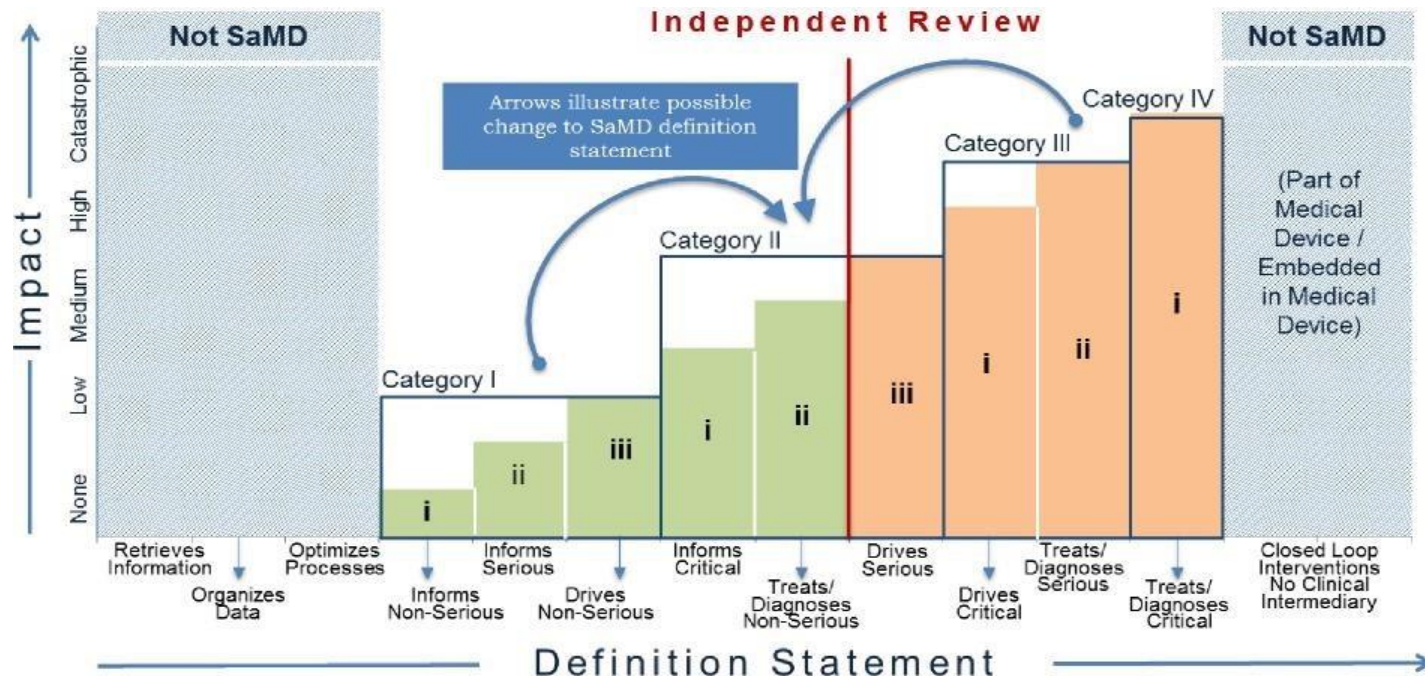 Independent Review
Not SaMD
Not SaMD
Arrows illustrate possible
change to SaMD definition
statement
Impact
Catastrophic
High
Medium
Low
None
Category I
Category II
Category III
Category IV
i
ii
iii
i
ii
iii
i
ii
i
(Part of
Medical
Device /
Embedded
in Medical
Device)
Retrieves
Information
Organizes
Data
Optimizes
Processes
Informs
Non-Serious
Informs
Serious
Drives
Non-Serious
Informs
Critical
Treats/
Diagnoses
Non-Serious
Drives
Serious
Drives
Critical
Treats/
Diagnoses
Serious
Treats/
Diagnoses
Critical
Closed Loop
Interventions
No Clinical
Intermediary
Definition Statement